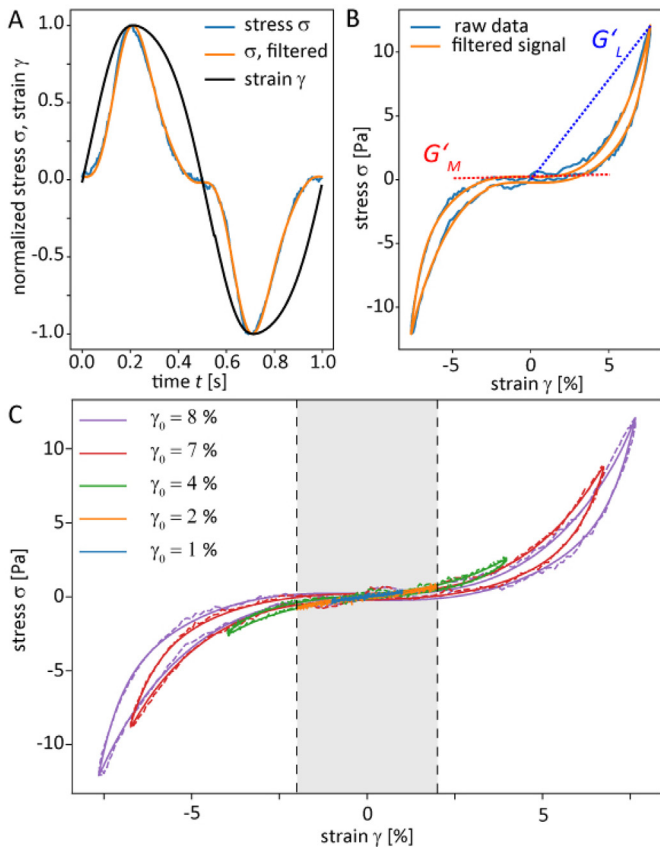 A
stress σ
σ, filtered
strain γ
normalized stress σ, strain γ
1.0
0.5
0.0
-0.5
-1.0
0.0 0.2 0.4 0.6 0.8 1.0
time t [s]
B
raw data
filtered signal
G'L
G'M
stress σ [Pa]
10
5
0
-5
-10
-5 0 5
strain γ [%]
C
γ0 = 8 %
γ0 = 7 %
γ0 = 4 %
γ0 = 2 %
γ0 = 1 %
stress σ [Pa]
10
5
0
-5
-10
-5 0 5
strain γ [%]